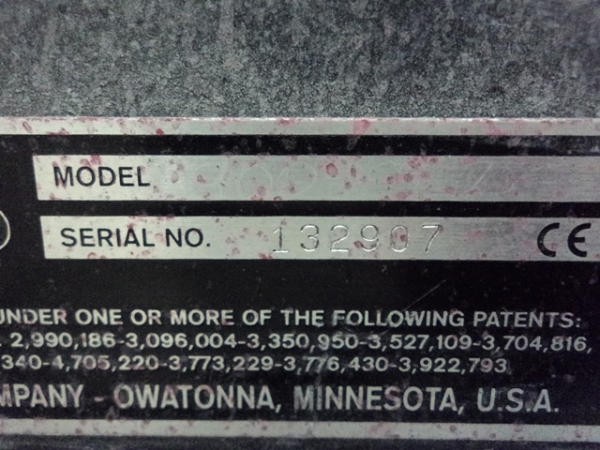 MODEL
SERIAL NO. 132907 CE
UNDER ONE OR MORE OF THE FOLLOWING PATENTS:
2,990,186-3,096,004-3,350,950-3,527,109-3,704,816,
340-4,705,220-3,773,229-3,776,430-3,922,793
MPANY - OWATONNA, MINNESOTA, U.S.A.